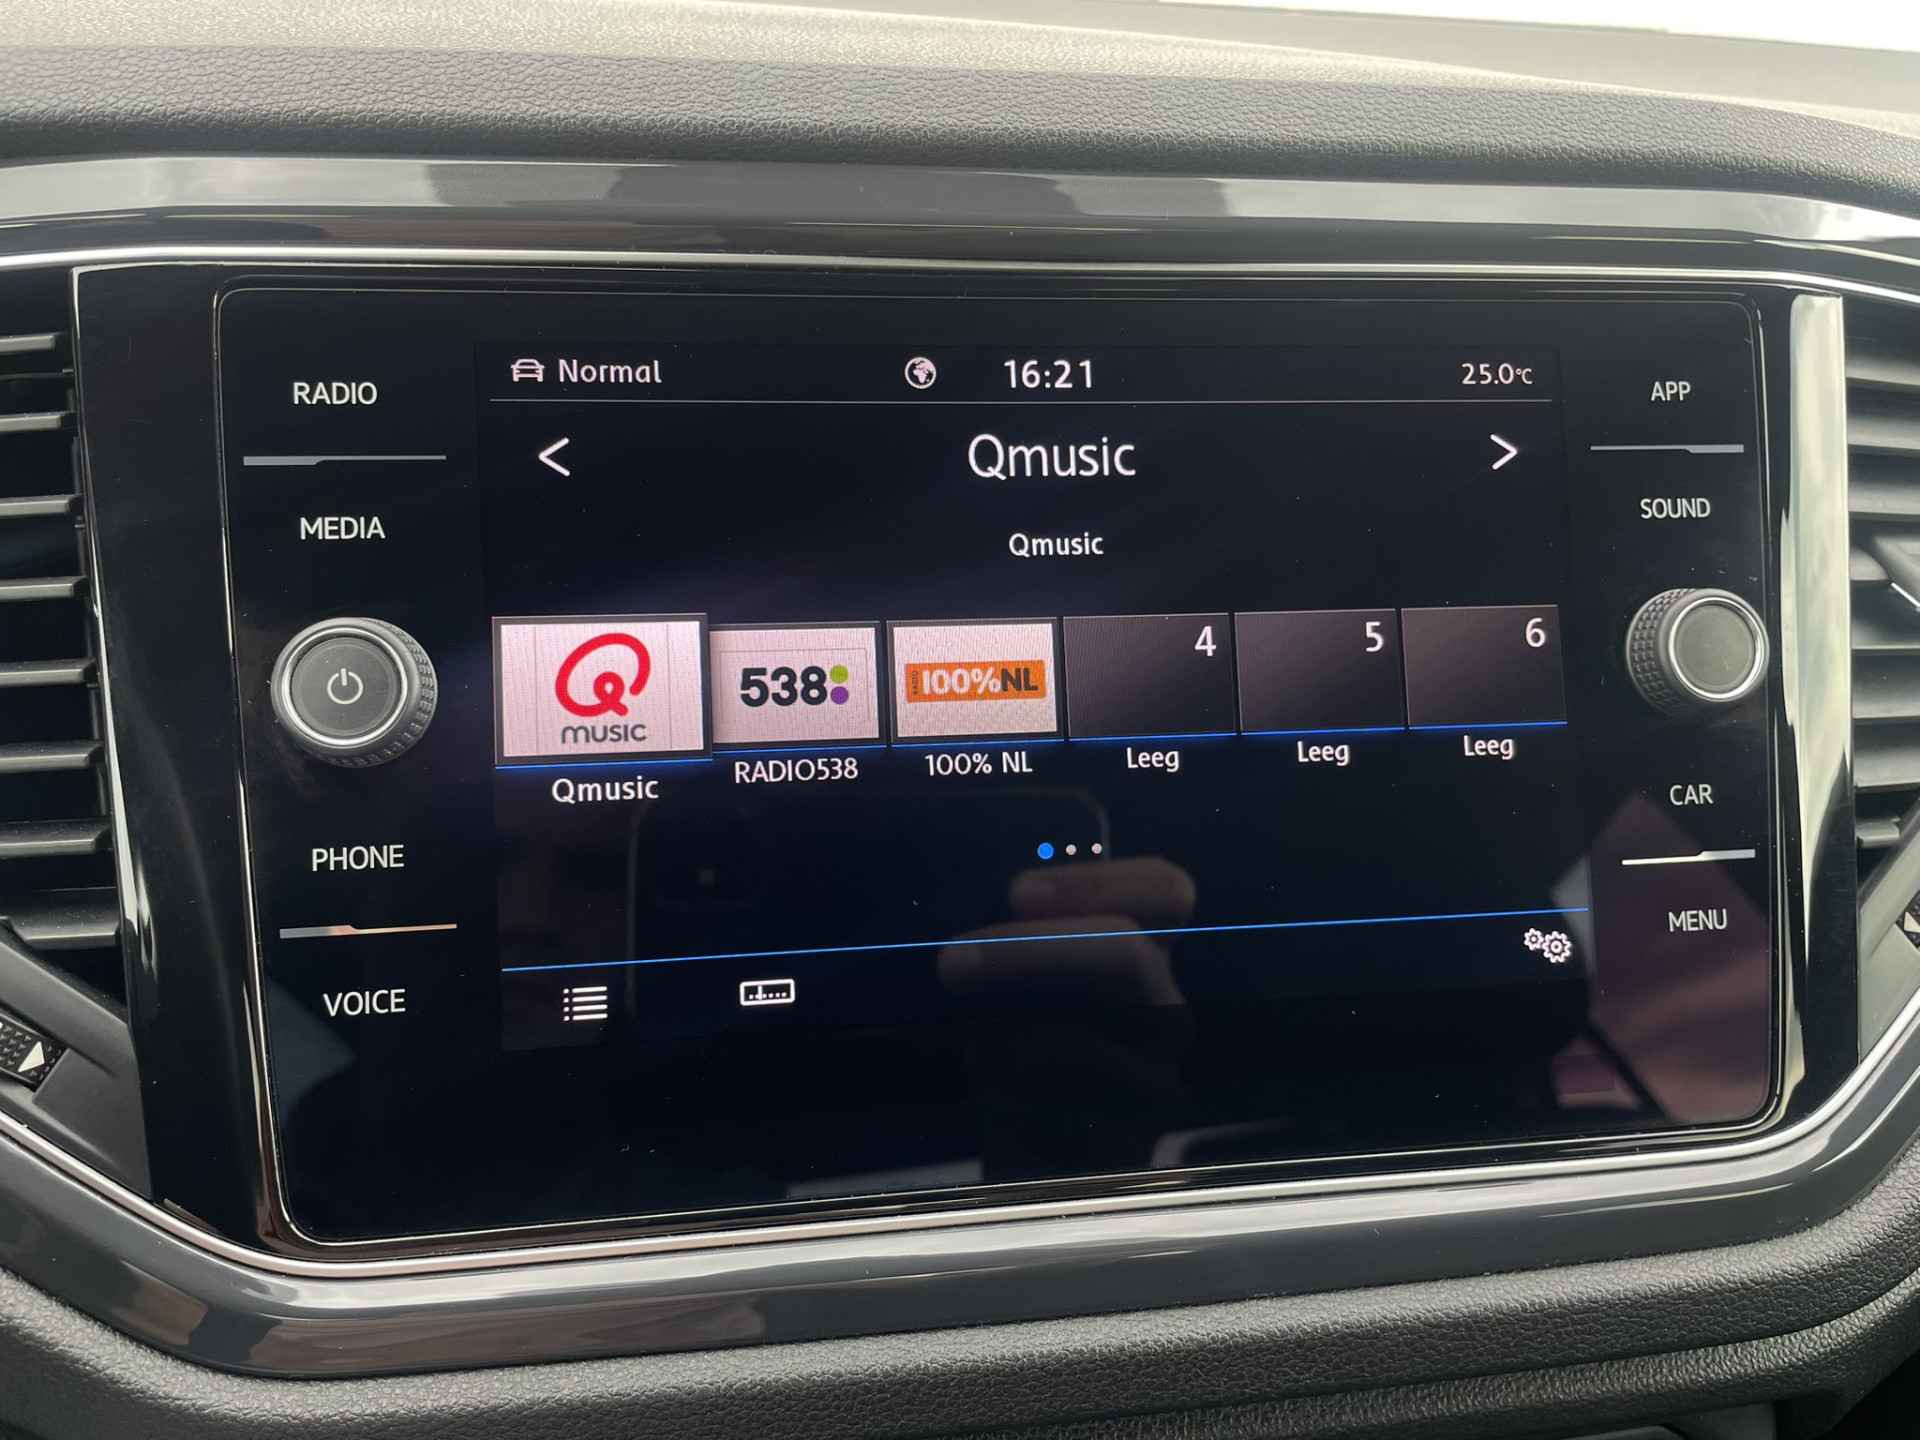 RADIO
Normal
16:21
25.0°C
APP
Qmusic
SOUND
MEDIA
Qmusic
MUSIC
538
RADIO 100%NL
4
5
6
Qmusic
RADIO538
100% NL
Leeg
Leeg
Leeg
CAR
PHONE
MENU
VOICE